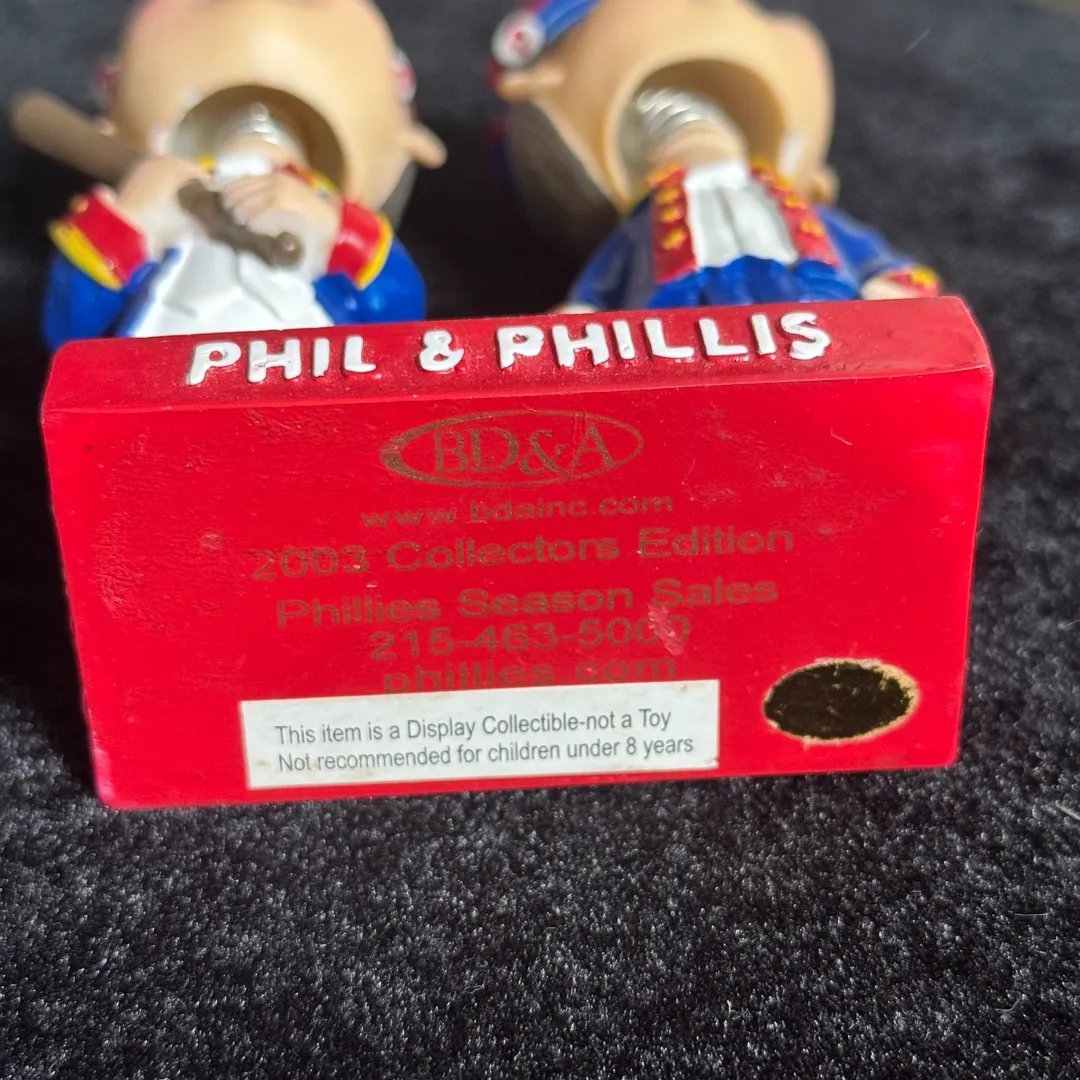 PHIL & PHILLIS
BD&A
www.bdainc.com
2003 Collectors Edition
Phillies Season Sales
215-463-5000
phillies.com
This item is a Display Collectible-not a Toy
Not recommended for children under 8 years